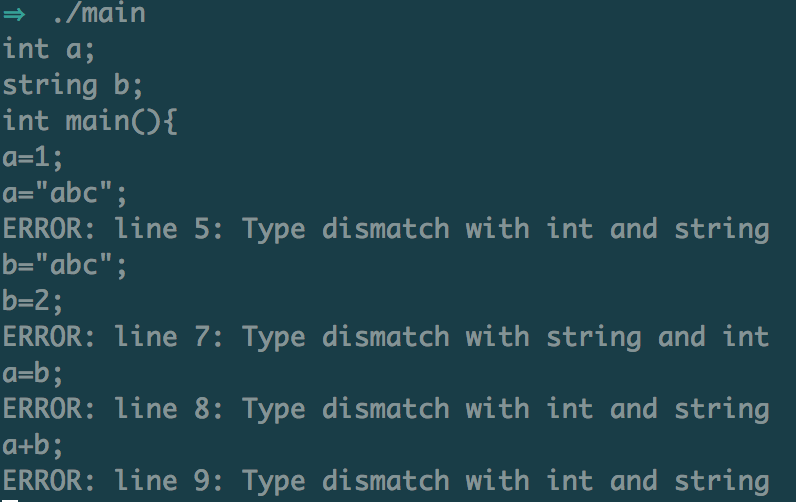 ⇒ ./main
int a;
string b;
int main(){
a=1;
a="abc";
ERROR: line 5: Type dismatch with int and string
b="abc";
b=2;
ERROR: line 7: Type dismatch with string and int
a=b;
ERROR: line 8: Type dismatch with int and string
a+b;
ERROR: line 9: Type dismatch with int and string